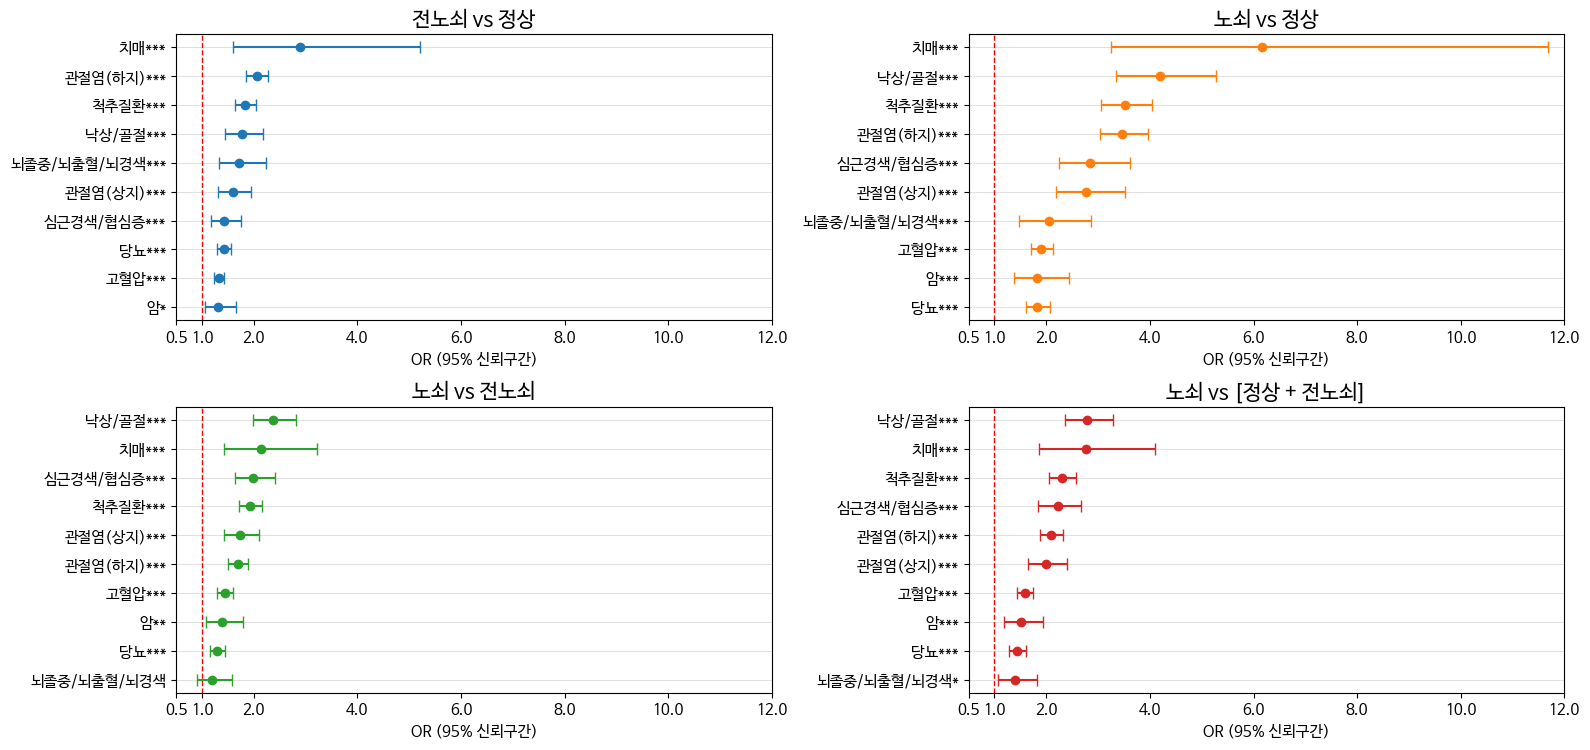 전노쇠 vs 정상
치매***
관절염(하지)***
척추질환***
낙상/골절***
뇌졸중/뇌출혈/뇌경색***
관절염(상지)***
심근경색/협심증***
당뇨***
고혈압***
암*
0.5 1.0 2.0 4.0 6.0 8.0 10.0 12.0
OR (95% 신뢰구간)
노쇠 vs 정상
치매***
낙상/골절***
척추질환***
관절염(하지)***
심근경색/협심증***
관절염(상지)***
뇌졸중/뇌출혈/뇌경색***
고혈압***
암***
당뇨***
0.5 1.0 2.0 4.0 6.0 8.0 10.0 12.0
OR (95% 신뢰구간)
노쇠 vs 전노쇠
낙상/골절***
치매***
심근경색/협심증***
척추질환***
관절염(상지)***
관절염(하지)***
고혈압***
암**
당뇨***
뇌졸중/뇌출혈/뇌경색
0.5 1.0 2.0 4.0 6.0 8.0 10.0 12.0
OR (95% 신뢰구간)
노쇠 vs [정상 + 전노쇠]
낙상/골절***
치매***
척추질환***
심근경색/협심증***
관절염(하지)***
관절염(상지)***
고혈압***
암***
당뇨***
뇌졸중/뇌출혈/뇌경색*
0.5 1.0 2.0 4.0 6.0 8.0 10.0 12.0
OR (95% 신뢰구간)